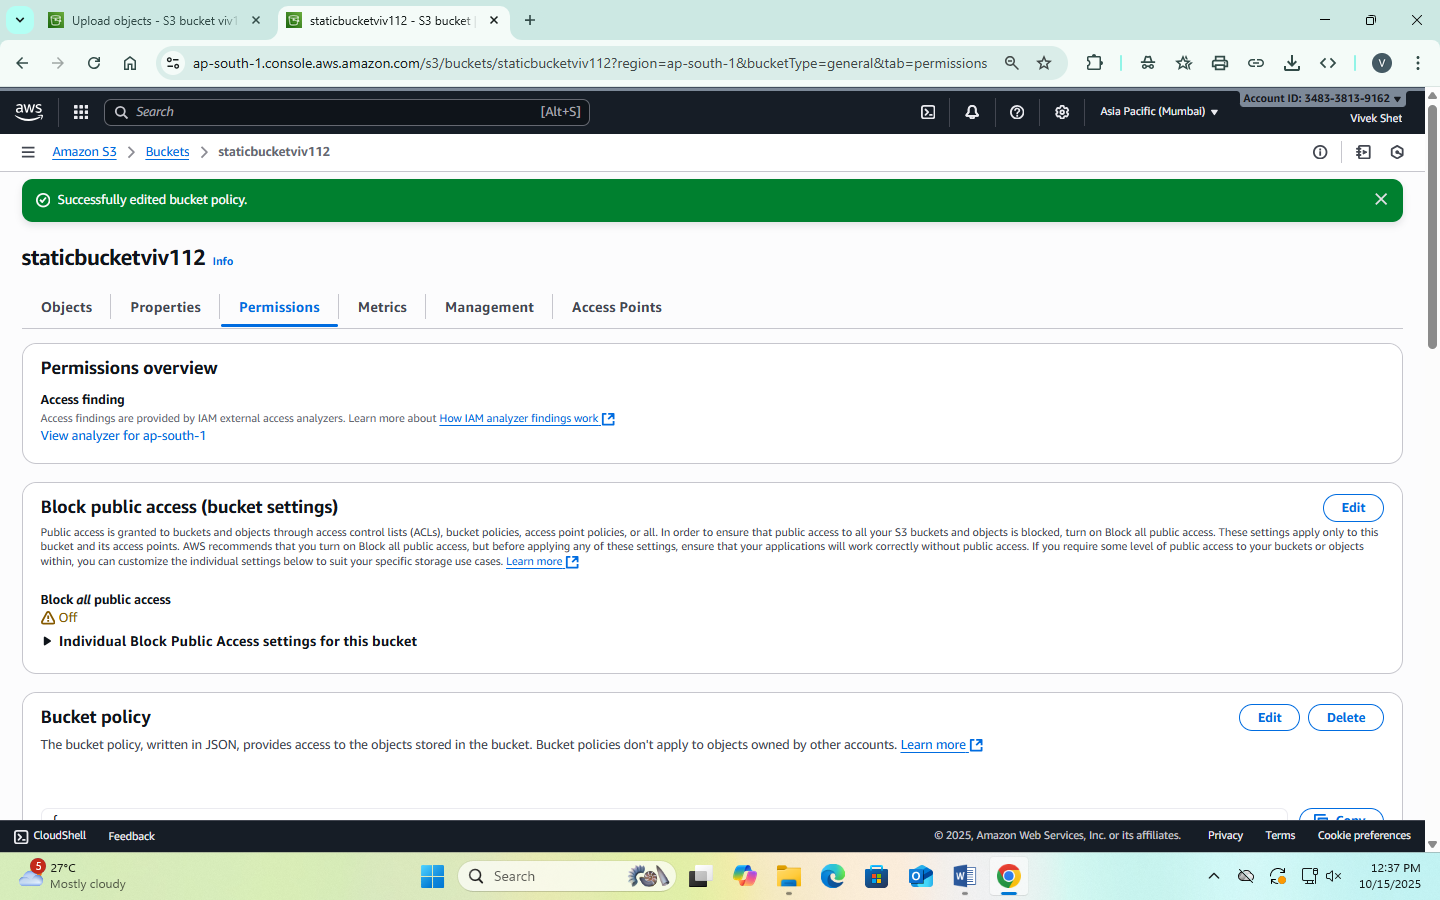 Upload objects - S3 bucket viv1
staticbucketviv112 - S3 bucket
ap-south-1.console.aws.amazon.com/s3/buckets/staticbucketviv112?region=ap-south-1&bucketType=general&tab=permissions
V
aws
Search
[Alt+S]
Asia Pacific (Mumbai)
Account ID: 3483-3813-9162
Vivek Shet
Amazon S3
Buckets
staticbucketviv112
Successfully edited bucket policy.
staticbucketviv112 Info
Objects
Properties
Permissions
Metrics
Management
Access Points
Permissions overview
Access finding
Access findings are provided by IAM external access analyzers. Learn more about How IAM analyzer findings work
View analyzer for ap-south-1
Block public access (bucket settings)
Edit
Public access is granted to buckets and objects through access control lists (ACLs), bucket policies, access point policies, or all. In order to ensure that public access to all your S3 buckets and objects is blocked, turn on Block all public access. These settings apply only to this
bucket and its access points. AWS recommends that you turn on Block all public access, but before applying any of these settings, ensure that your applications will work correctly without public access. If you require some level of public access to your buckets or objects
within, you can customize the individual settings below to suit your specific storage use cases. Learn more
Block all public access
Off
Individual Block Public Access settings for this bucket
Bucket policy
Edit
Delete
The bucket policy, written in JSON, provides access to the objects stored in the bucket. Bucket policies don't apply to objects owned by other accounts. Learn more
{
Copy
CloudShell
Feedback
© 2025, Amazon Web Services, Inc. or its affiliates.
Privacy
Terms
Cookie preferences
5
27°C
Mostly cloudy
Search
12:37 PM
10/15/2025